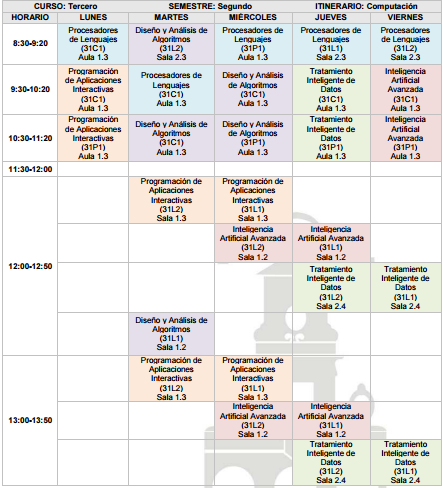 CURSO: Tercero SEMESTRE: Segundo ITINERARIO: Computación
HORARIO LUNES MARTES MIÉRCOLES JUEVES VIERNES
8:30-9:20
Procesadores
de Lenguajes
(31C1)
Aula 1.3
Diseño y Análisis de
Algoritmos
(31L2)
Sala 2.3
Procesadores de
Lenguajes
(31P1)
Aula 1.3
Procesadores de
Lenguajes
(31L1)
Sala 2.3
Procesadores de
Lenguajes
(31L2)
Sala 2.3
9:30-10:20
Programación
de Aplicaciones
Interactivas
(31C1)
Aula 1.3
Procesadores de
Lenguajes
(31C1)
Aula 1.3
Diseño y Análisis de
Algoritmos
(31C1)
Aula 1.3
Tratamiento
Inteligente de
Datos
(31C1)
Aula 1.3
Inteligencia
Artificial
Avanzada
(31C1)
Aula 1.3
10:30-11:20
Programación
de Aplicaciones
Interactivas
(31P1)
Aula 1.3
Diseño y Análisis de
Algoritmos
(31C1)
Aula 1.3
Diseño y Análisis de
Algoritmos
(31P1)
Aula 1.3
Tratamiento
Inteligente de
Datos
(31P1)
Aula 1.3
Inteligencia
Artificial
Avanzada
(31P1)
Aula 1.3
11:30-12:00
12:00-12:50
Programación de
Aplicaciones
Interactivas
(31L2)
Sala 1.3
Programación de
Aplicaciones
Interactivas
(31L1)
Sala 1.3
Inteligencia
Artificial Avanzada
(31L2)
Sala 1.2
Inteligencia
Artificial Avanzada
(31L1)
Sala 1.2
Tratamiento
Inteligente de
Datos
(31L2)
Sala 2.4
Tratamiento
Inteligente de
Datos
(31L1)
Sala 2.4
Diseño y Análisis de
Algoritmos
(31L1)
Sala 1.2
13:00-13:50
Programación de
Aplicaciones
Interactivas
(31L2)
Sala 1.3
Programación de
Aplicaciones
Interactivas
(31L1)
Sala 1.3
Inteligencia
Artificial Avanzada
(31L2)
Sala 1.2
Inteligencia
Artificial Avanzada
(31L1)
Sala 1.2
Tratamiento
Inteligente de
Datos
(31L2)
Sala 2.4
Tratamiento
Inteligente de
Datos
(31L1)
Sala 2.4